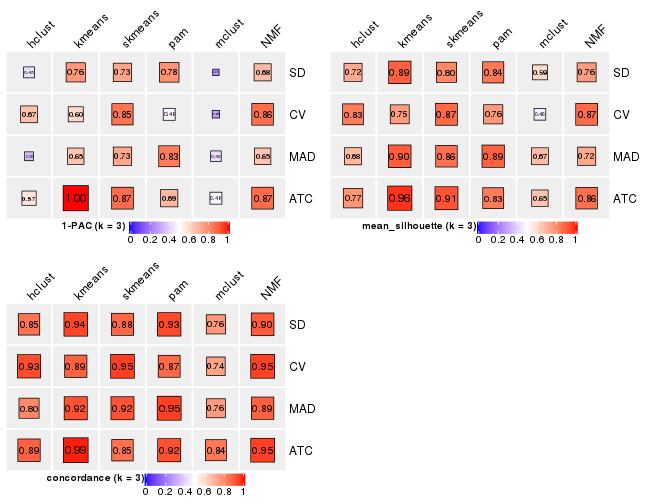 hclust kmeans skmeans pam mclust NMF
0.76 0.73 0.78 0.68 SD
0.67 0.60 0.85 0.41 0.86 CV
0.65 0.73 0.83 0.42 0.65 MAD
0.57 1.00 0.87 0.69 0.41 0.87 ATC
1-PAC (k = 3)
0 0.2 0.4 0.6 0.8 1
hclust kmeans skmeans pam mclust NMF
0.72 0.89 0.80 0.84 0.59 0.76 SD
0.83 0.75 0.87 0.76 0.87 CV
0.68 0.90 0.86 0.89 0.67 0.72 MAD
0.77 0.96 0.91 0.83 0.65 0.86 ATC
mean_silhouette (k = 3)
0 0.2 0.4 0.6 0.8 1
hclust kmeans skmeans pam mclust NMF
0.85 0.94 0.88 0.93 0.76 0.90 SD
0.93 0.89 0.95 0.87 0.74 0.95 CV
0.80 0.92 0.92 0.95 0.76 0.89 MAD
0.89 0.99 0.85 0.92 0.84 0.95 ATC
concordance (k = 3)
0 0.2 0.4 0.6 0.8 1